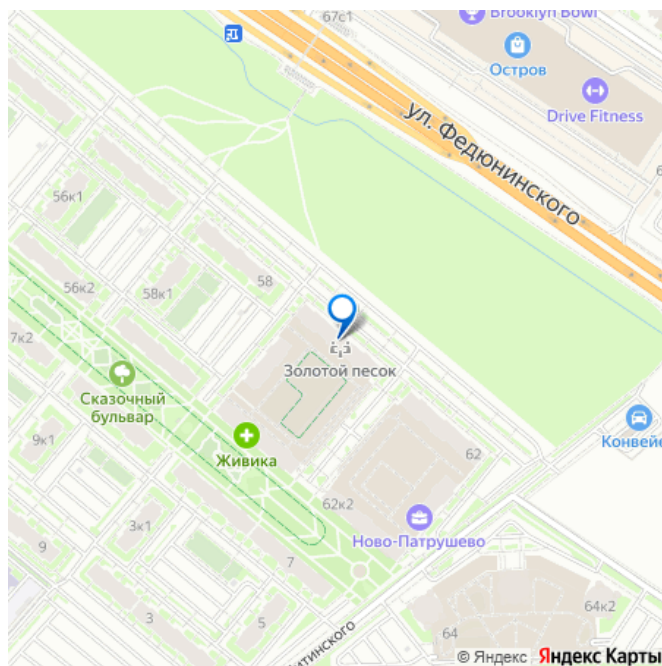 67с1
Brooklyn Bowl
Остров
Drive Fitness
ул. Федюнинского
56к1
58
56к2
58к1
7к2
Золотой песок
Сказочный
бульвар
9к1
Живика
Конвейе
62
62к2
3к1
Ново-Патрушево
9
7
3
64к2
64
© Яндекс Яндекс Карты